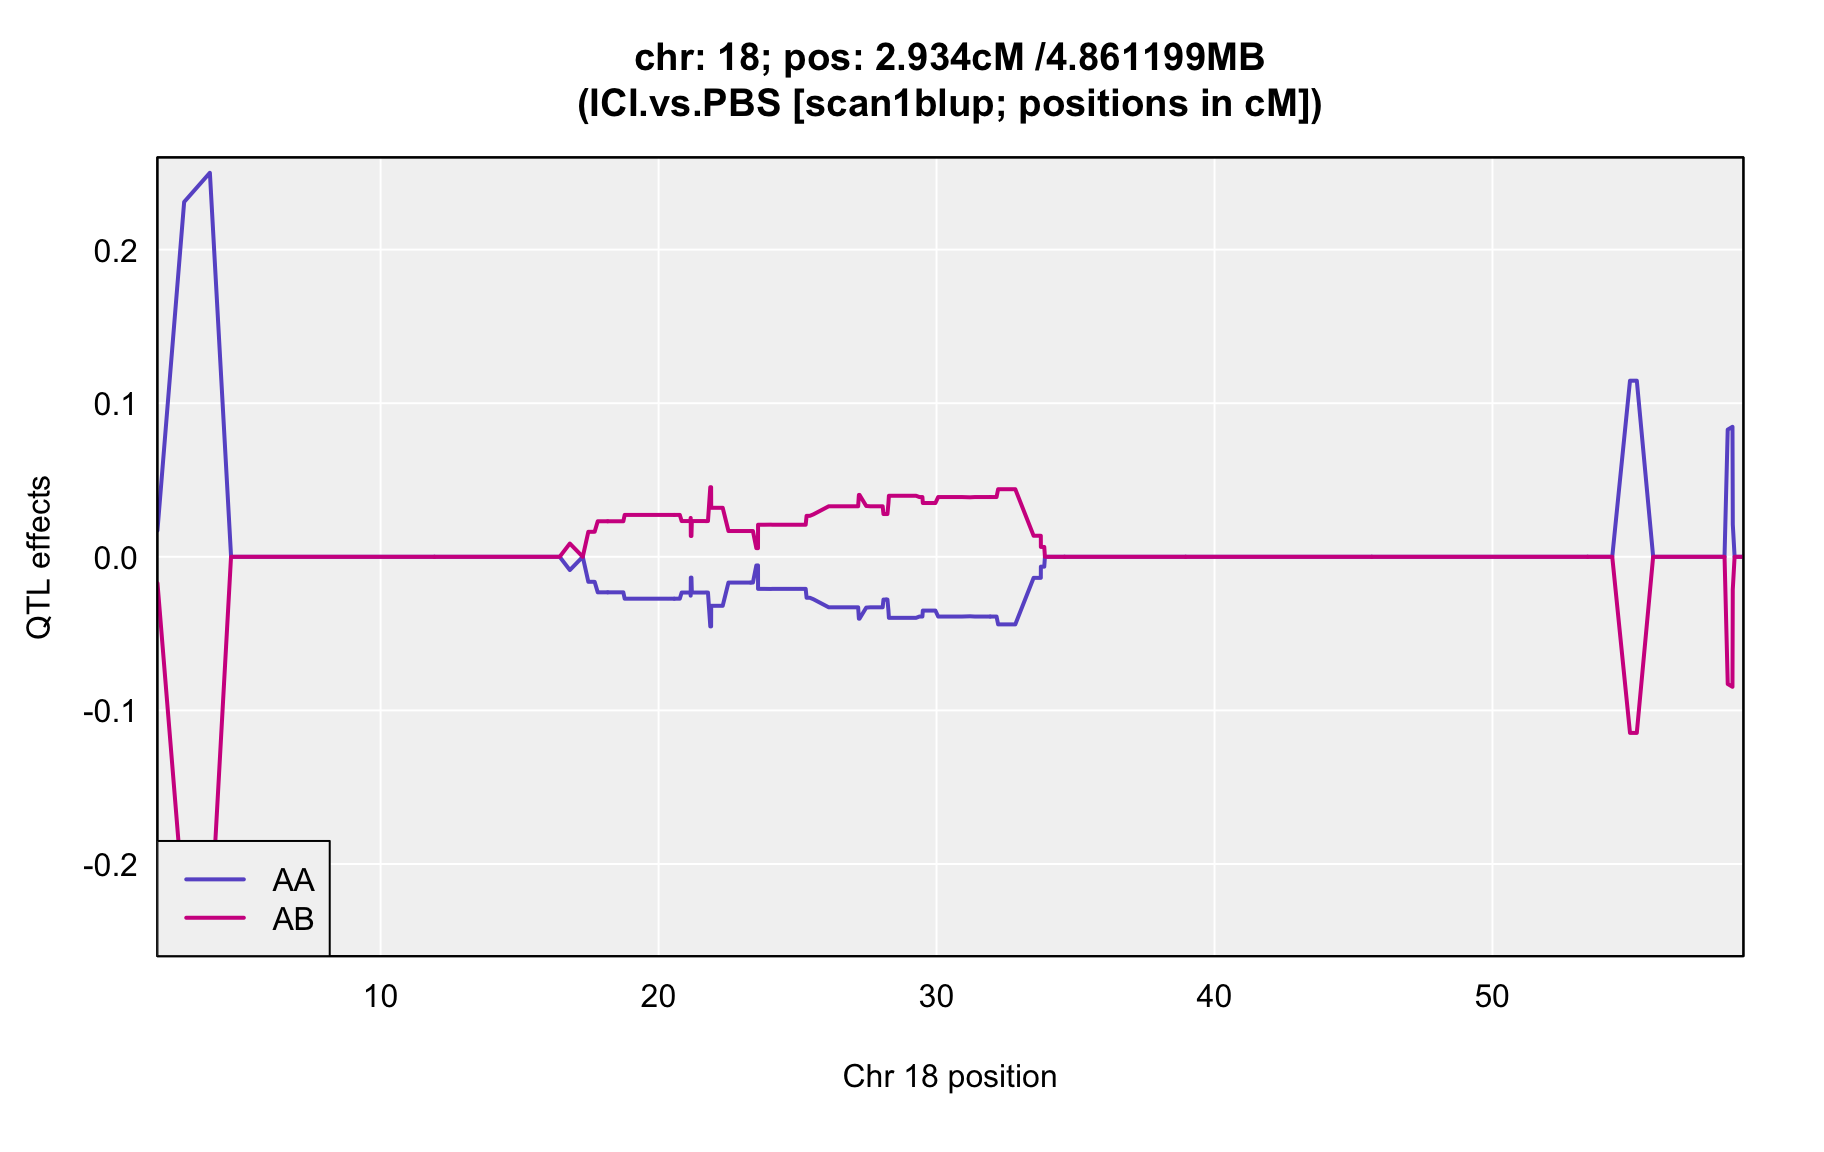 chr: 18; pos: 2.934cM /4.861199MB
(ICI.vs.PBS [scan1blup; positions in cM])
QTL effects
0.2
0.1
0.0
-0.1
-0.2
AA
AB
10 20 30 40 50
Chr 18 position